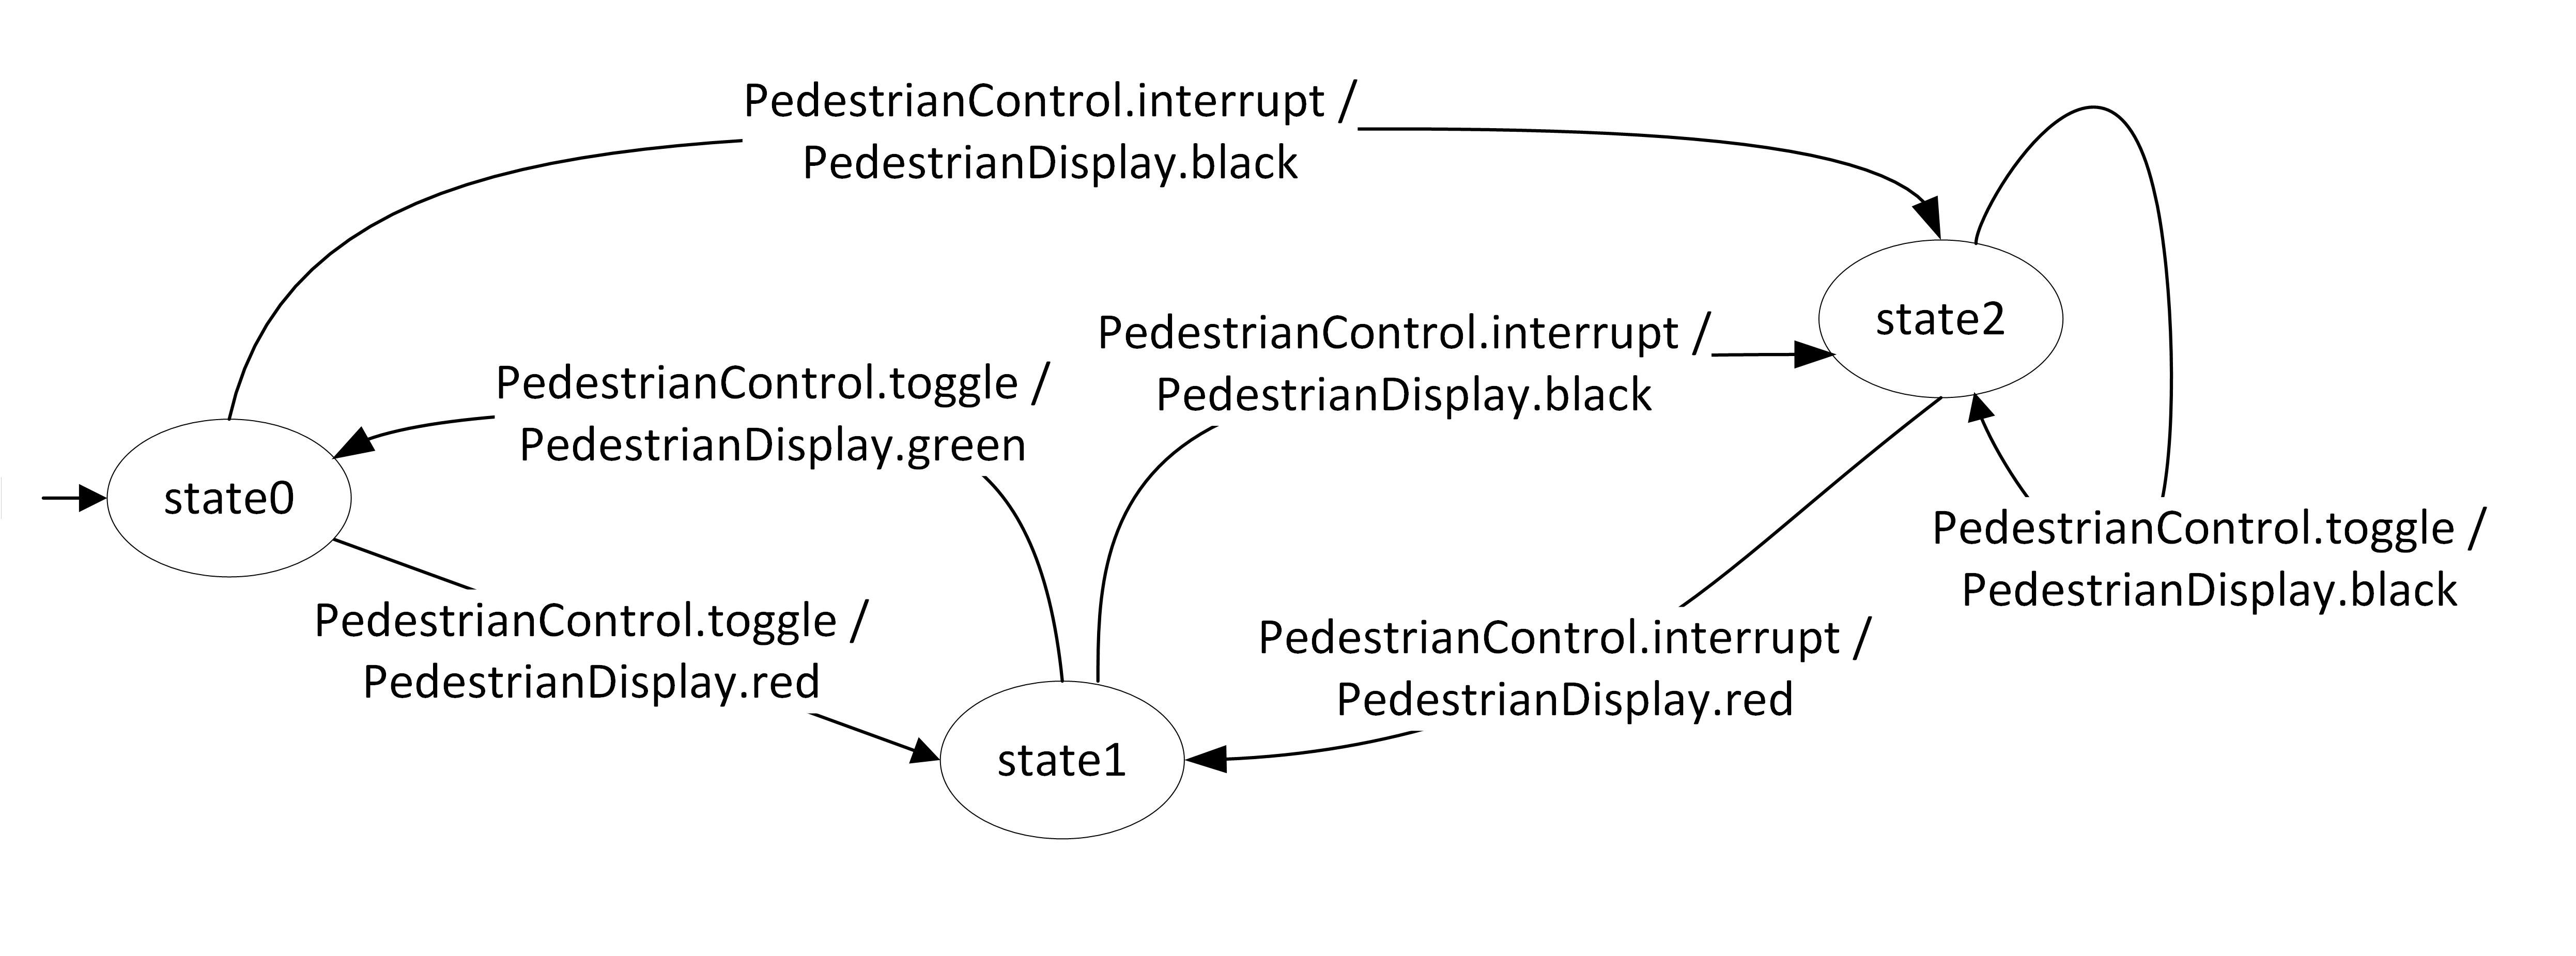 PedestrianControl.interrupt /
PedestrianDisplay.black
state2
PedestrianControl.interrupt /
PedestrianDisplay.black
PedestrianControl.toggle /
PedestrianDisplay.green
state0
PedestrianControl.toggle /
PedestrianDisplay.black
PedestrianControl.toggle /
PedestrianDisplay.red
PedestrianControl.interrupt /
PedestrianDisplay.red
state1